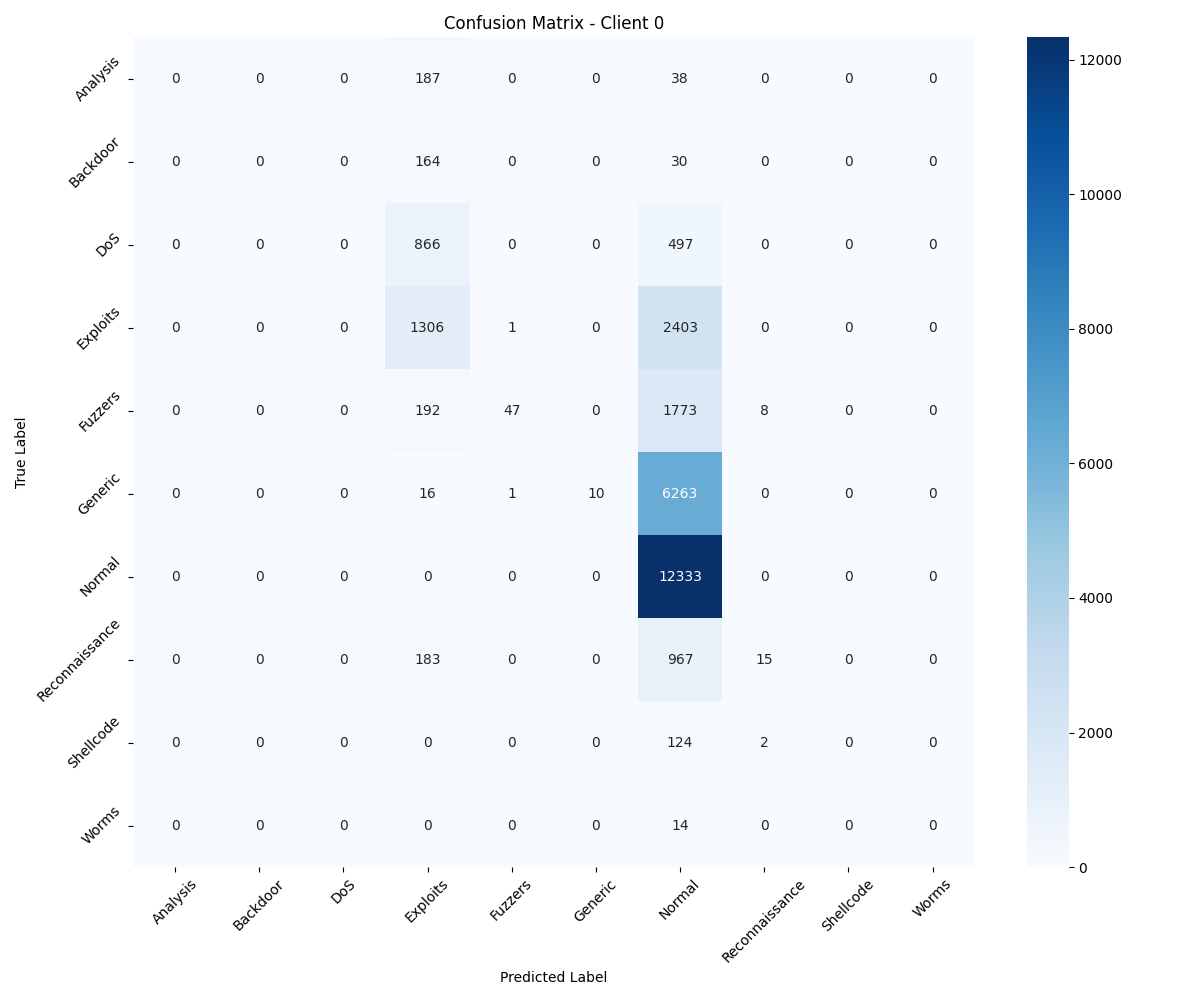 Confusion Matrix - Client 0
True Label
Analysis 0 0 0 187 0 0 38 0 0 0
Backdoor 0 0 0 164 0 0 30 0 0 0
DoS 0 0 0 866 0 0 497 0 0 0
Exploits 0 0 0 1306 1 0 2403 0 0 0
Fuzzers 0 0 0 192 47 0 1773 8 0 0
Generic 0 0 0 16 1 10 6263 0 0 0
Normal 0 0 0 0 0 0 12333 0 0 0
Reconnaissance 0 0 0 183 0 0 967 15 0 0
Shellcode 0 0 0 0 0 0 124 2 0 0
Worms 0 0 0 0 0 0 14 0 0 0
Analysis Backdoor DoS Exploits Fuzzers Generic Normal Reconnaissance Shellcode Worms
Predicted Label
12000
10000
8000
6000
4000
2000
0